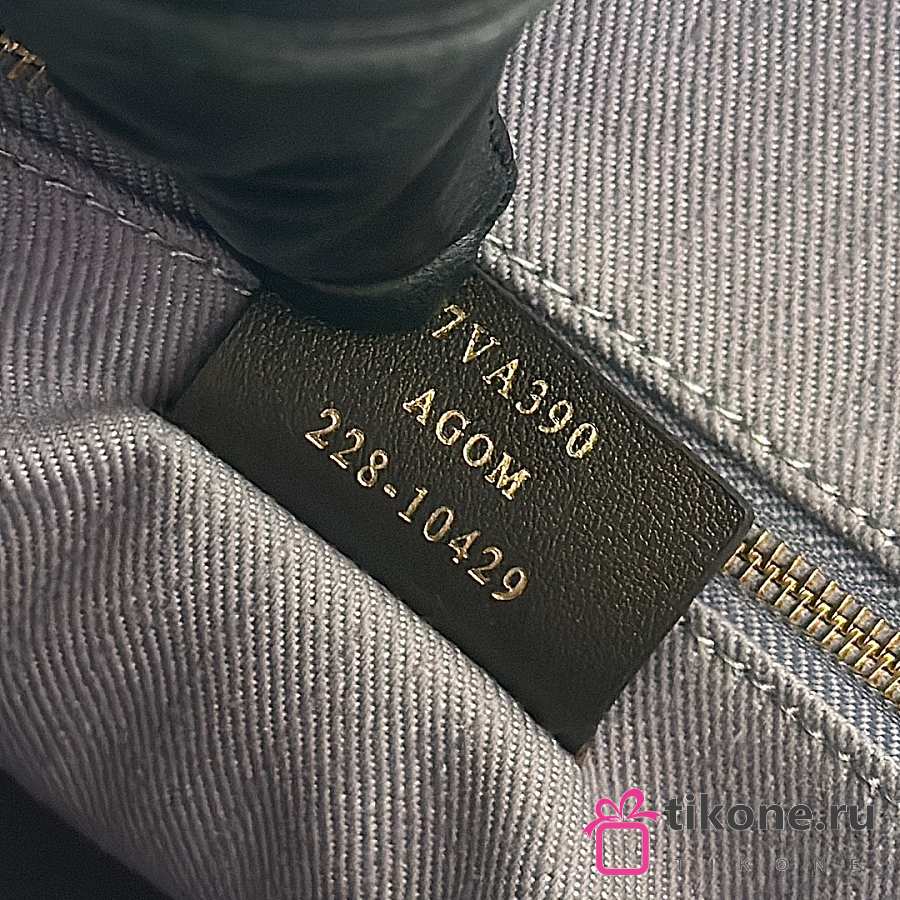 7VA390
AGOM
228-10429
tikone.ru
TIKONE